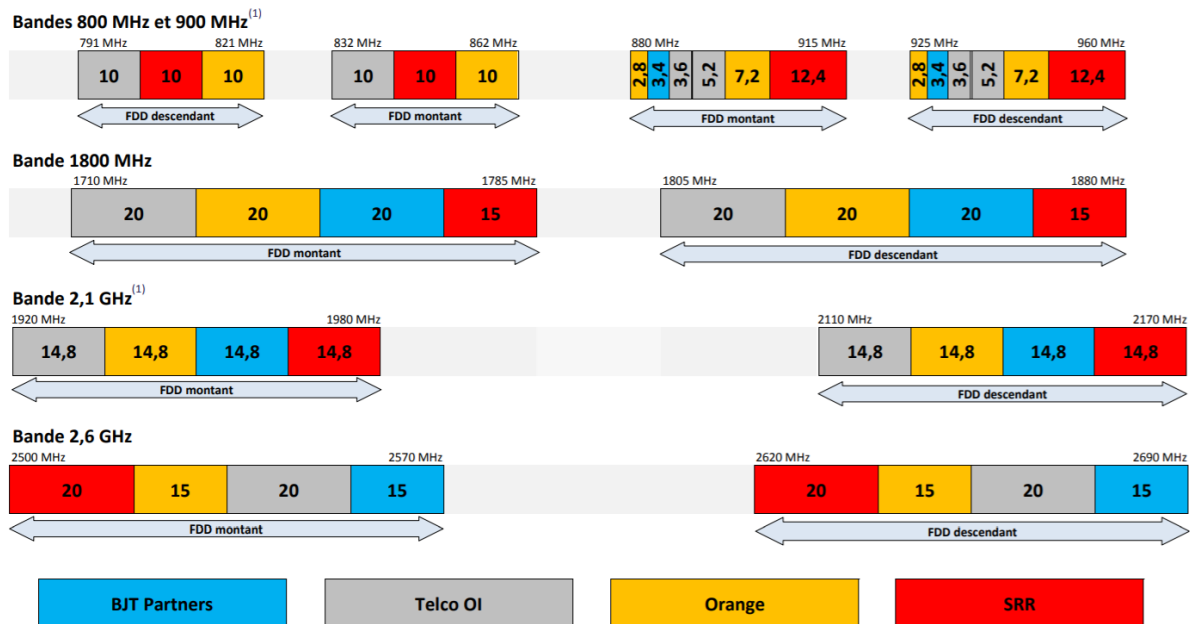 Bandes 800 MHz et 900 MHz(1)
791 MHz 821 MHz 832 MHz 862 MHz 880 MHz 915 MHz 925 MHz 960 MHz
10 10 10 10 10 10 2,8 3,4 3,6 5,2 7,2 12,4 2,8 3,4 3,6 5,2 7,2 12,4
FDD descendant FDD montant FDD montant FDD descendant
Bande 1800 MHz
1710 MHz 1785 MHz 1805 MHz 1880 MHz
20 20 20 15 20 20 20 15
FDD montant FDD descendant
Bande 2,1 GHz(1)
1920 MHz 1980 MHz 2110 MHz 2170 MHz
14,8 14,8 14,8 14,8 14,8 14,8 14,8 14,8
FDD montant FDD descendant
Bande 2,6 GHz
2500 MHz 2570 MHz 2620 MHz 2690 MHz
20 15 20 15 20 15 20 15
FDD montant FDD descendant
BJT Partners Telco OI Orange SRR